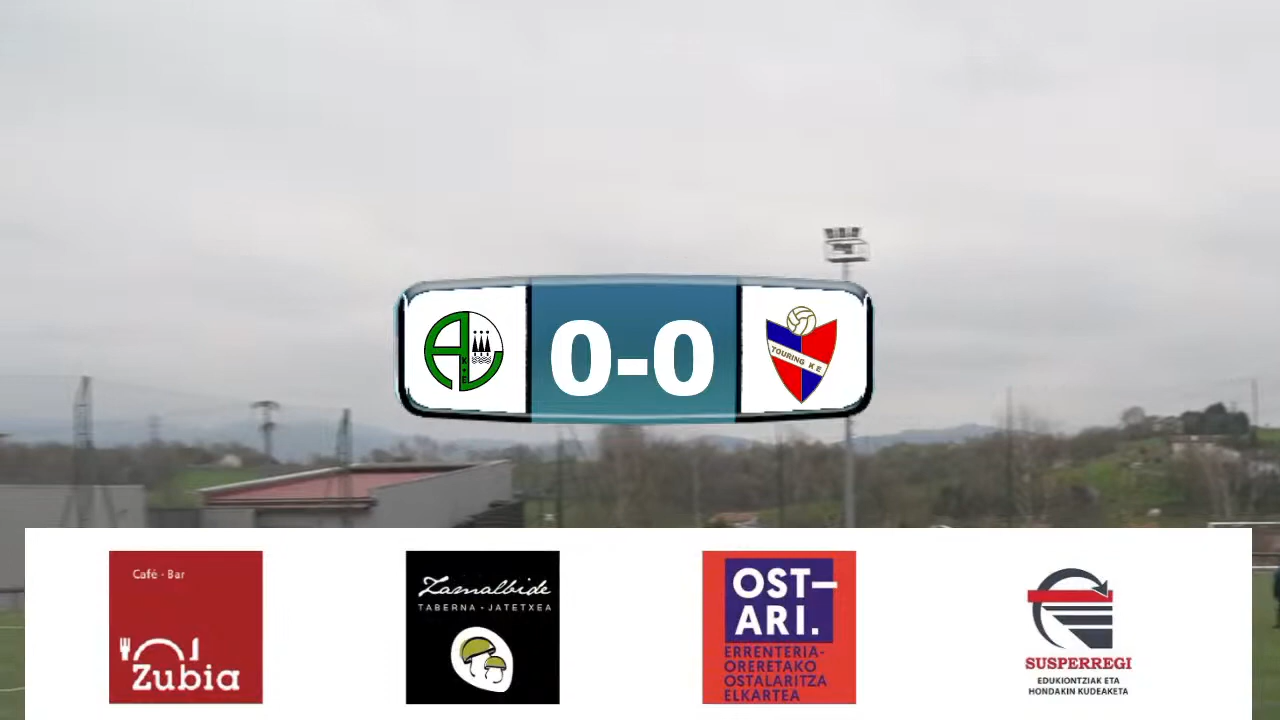 K.E
0-0
TOURING K E
Café - Bar
Zubia
Zamalbide
TABERNA - JATETXEA
OST-
ARI.
ERRENTERIA-
ORERETAKO
OSTALARITZA
ELKARTEA
SUSPERREGI
EDUKIONTZIAK ETA
HONDAKIN KUDEAKETA